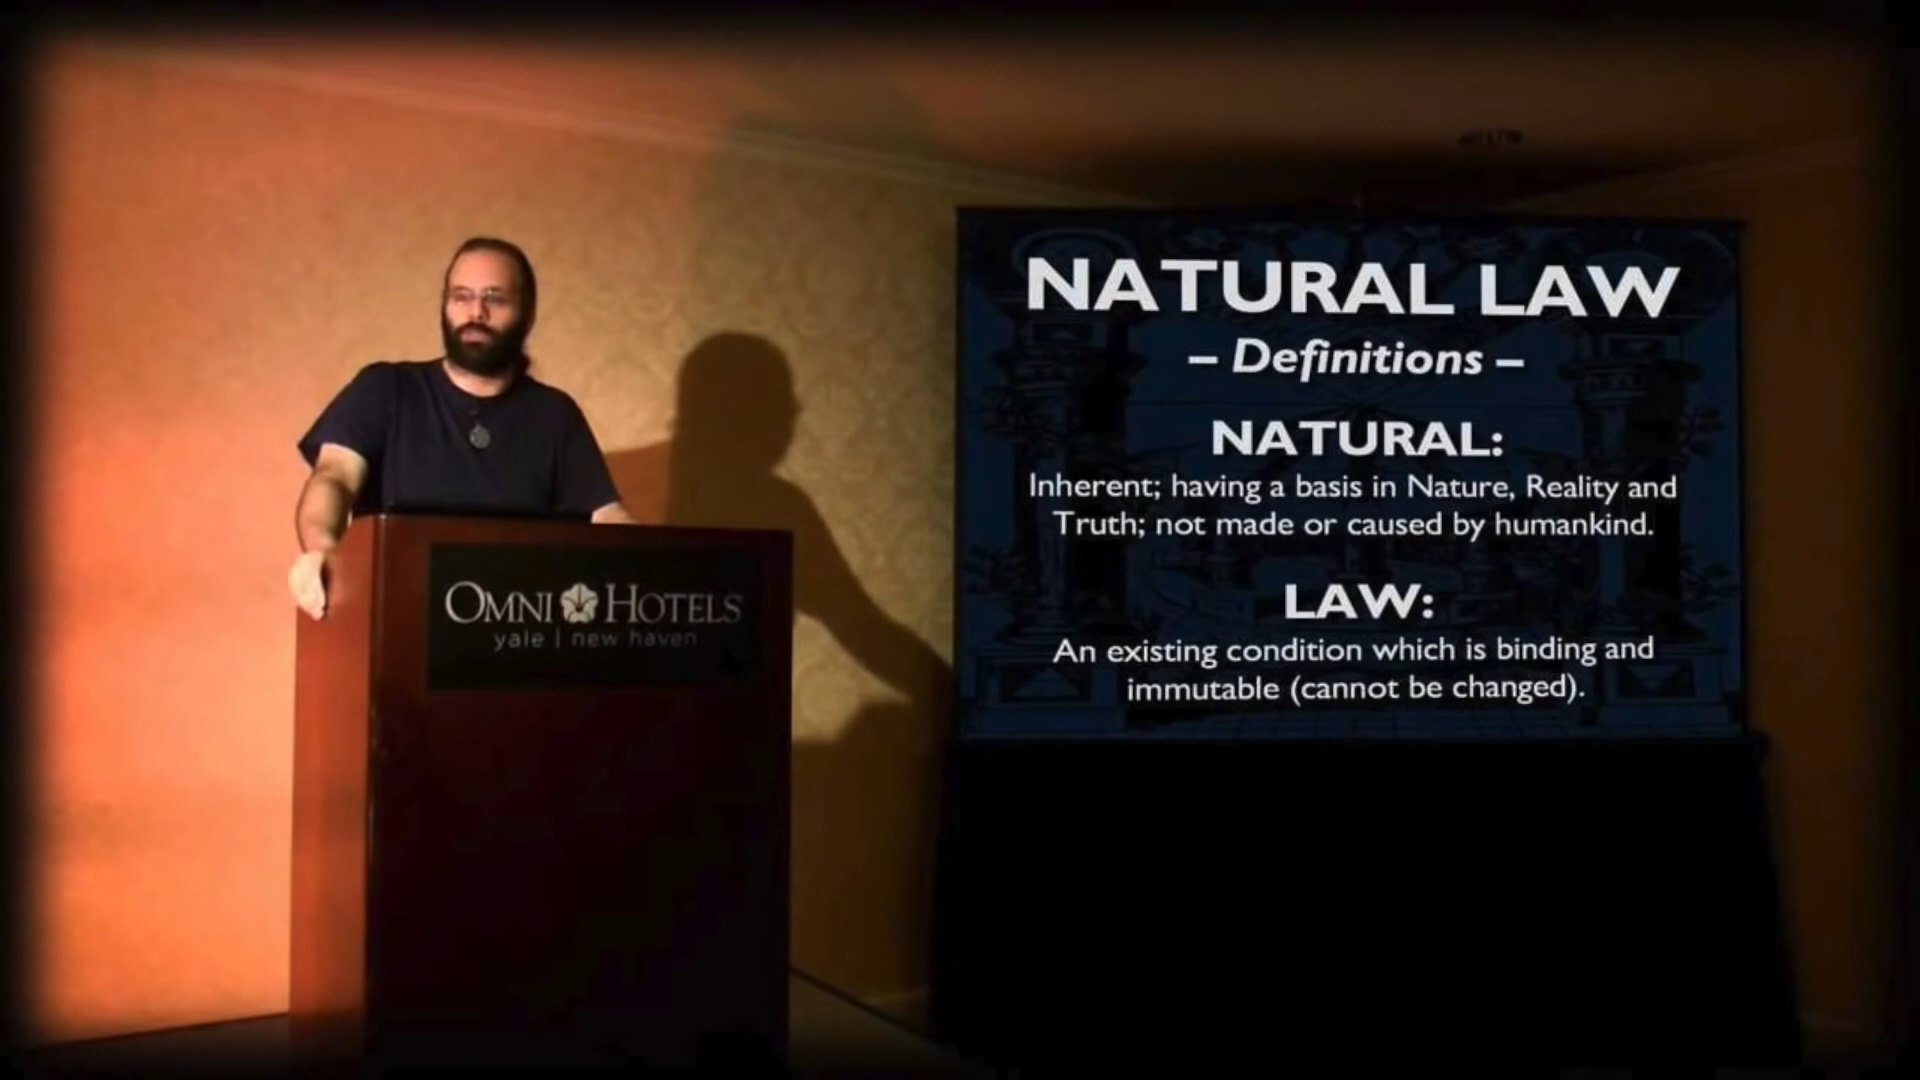 NATURAL LAW
– Definitions –
NATURAL:
Inherent; having a basis in Nature, Reality and
Truth; not made or caused by humankind.
LAW:
An existing condition which is binding and
immutable (cannot be changed).
OMNI HOTELS
yale | new haven